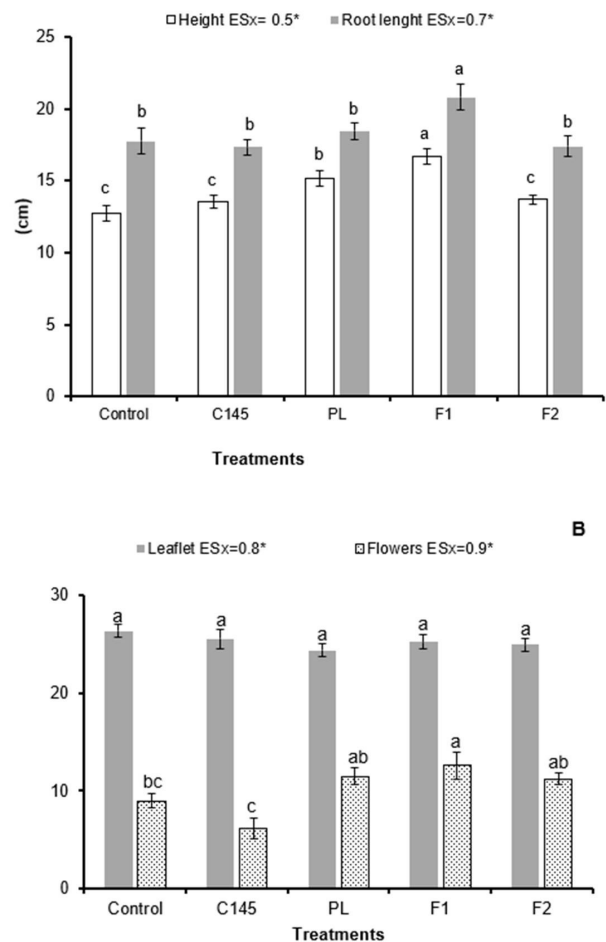 Height ESx= 0.5* Root lenght ESx=0.7*
25
20
15
10
5
0
(cm)
c b c b b b a a c b
Control C145 PL F1 F2
Treatments
B
Leaflet ESx=0.8* Flowers ESx=0.9*
30
20
10
0
a bc a c a ab a a a ab
Control C145 PL F1 F2
Treatments